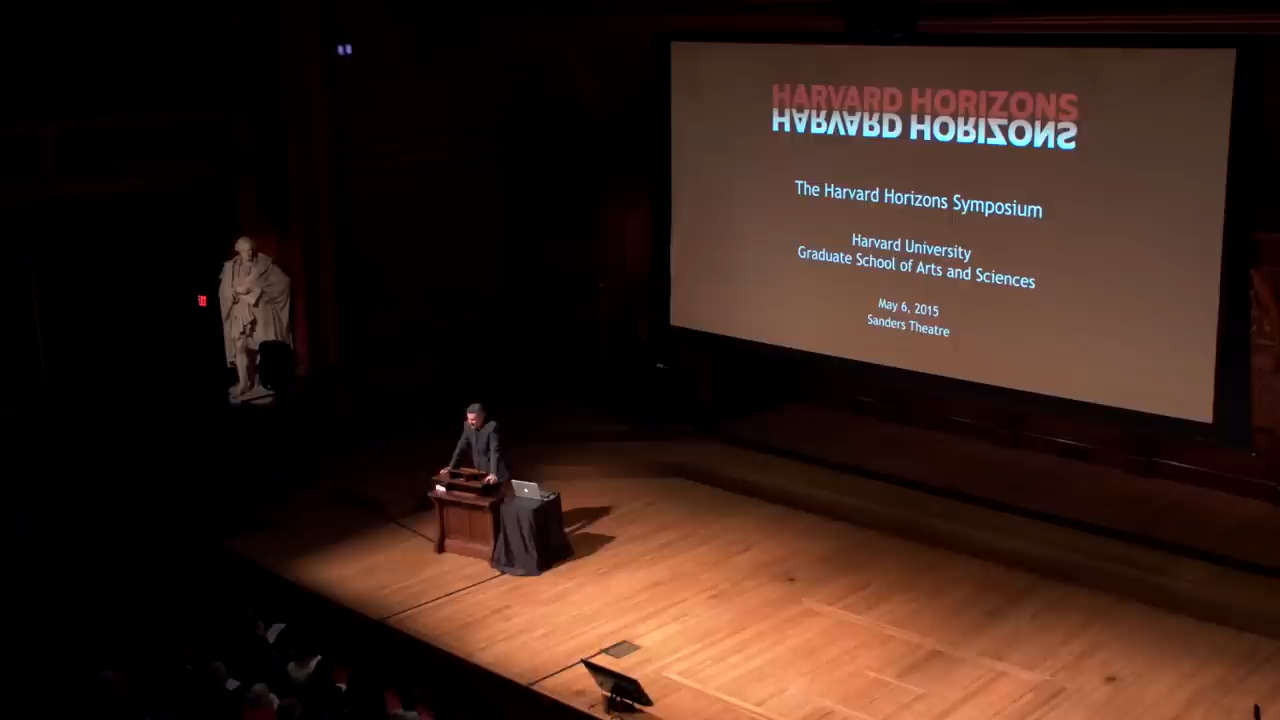 HARVARD HORIZONS
HARVARD HORIZONS
The Harvard Horizons Symposium
Harvard University
Graduate School of Arts and Sciences
May 6, 2015
Sanders Theatre